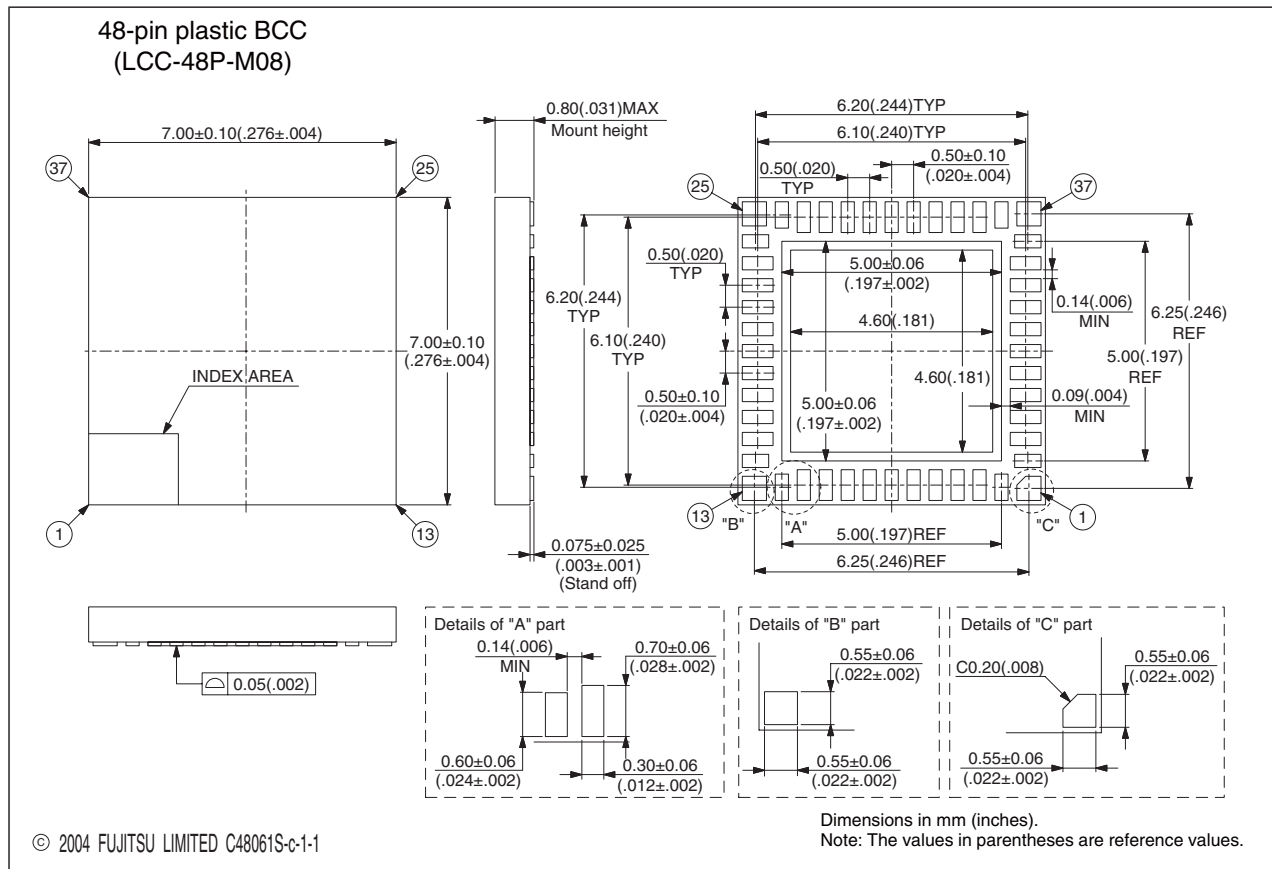 48-pin plastic BCC
(LCC-48P-M08)
7.00±0.10(.276±.004)
37
25
7.00±0.10
(.276±.004)
INDEX AREA
1
13
0.80(.031)MAX
Mount height
0.075±0.025
(.003±.001)
(Stand off)
6.20(.244)TYP
6.10(.240)TYP
0.50(.020)
TYP
0.50±0.10
(.020±.004)
25
37
0.50(.020)
TYP
6.20(.244)
TYP
6.10(.240)
TYP
0.50±0.10
(.020±.004)
5.00±0.06
(.197±.002)
4.60(.181)
4.60(.181)
5.00±0.06
(.197±.002)
0.14(.006)
MIN
6.25(.246)
REF
5.00(.197)
REF
0.09(.004)
MIN
13
"B"
"A"
"C"
1
5.00(.197)REF
6.25(.246)REF
0.05(.002)
Details of "A" part
0.14(.006)
MIN
0.70±0.06
(.028±.002)
0.60±0.06
(.024±.002)
0.30±0.06
(.012±.002)
Details of "B" part
0.55±0.06
(.022±.002)
0.55±0.06
(.022±.002)
Details of "C" part
C0.20(.008)
0.55±0.06
(.022±.002)
0.55±0.06
(.022±.002)
© 2004 FUJITSU LIMITED C48061S-c-1-1
Dimensions in mm (inches).
Note: The values in parentheses are reference values.